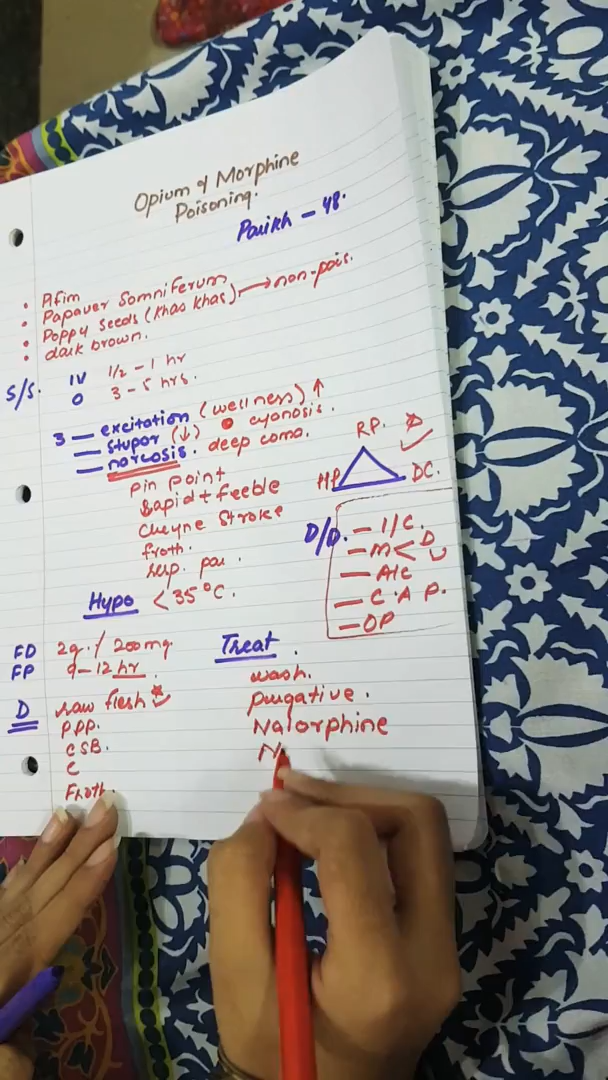 Opium & Morphine
Poisoning.
Parikh - 48.
• Afim
• Papaver Somniferum
• Poppy seeds (Khas Khas) → non-pois.
• dark brown.
S/S. IV 1/2 - 1 hr
O 3 - 5 hrs.
3 — excitation (wellness) ↑
— stupor (↓) • cyanosis.
— narcosis. deep coma.
RP.
HP DC.
pin point
Rapid + feeble
Cheyne Stroke
froth.
resp. par.
Hypo < 35°C.
D/D. — I/C.
— M < D
— A/C
— C.A P.
— OP
FD 2g. / 200mg
FP 9-12 hr.
D raw flesh
P.P.P.
CSB.
C
Froth.
Treat.
wash.
purgative.
Nalorphine
N